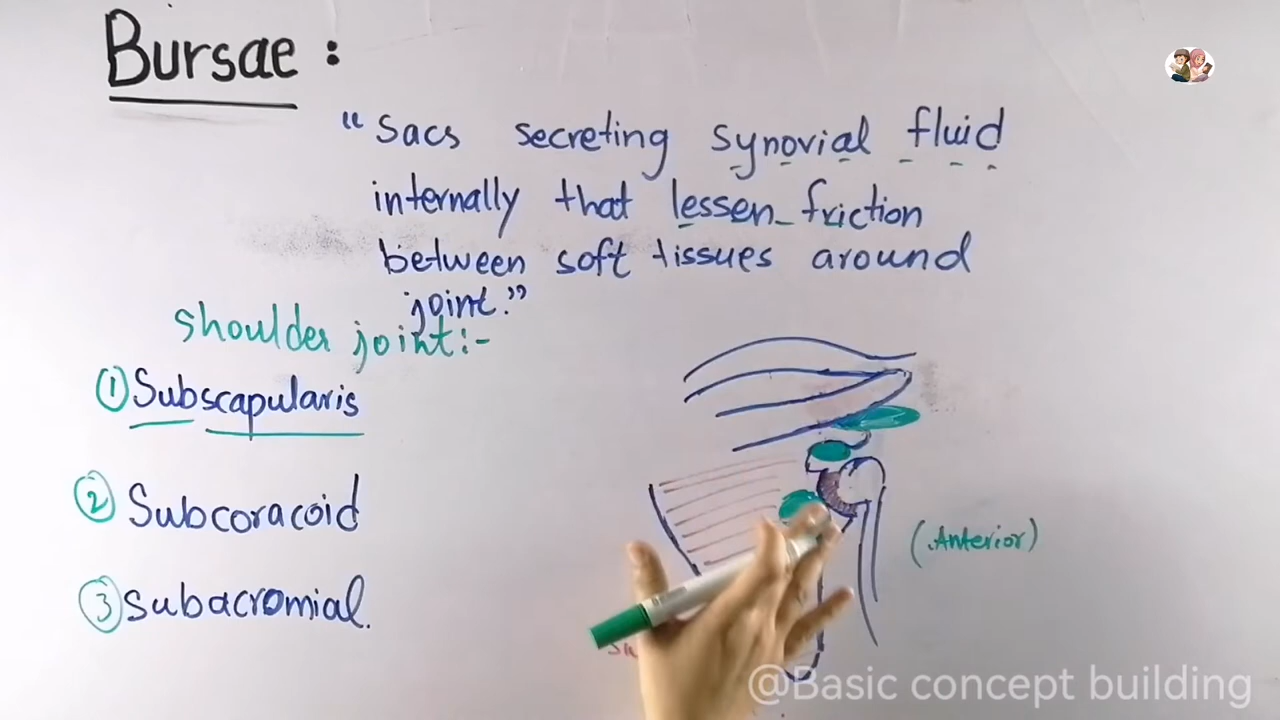 Bursae :
"Sacs secreting synovial fluid
internally that lessen friction
between soft tissues around
joint."
Shoulder joint:-
① Subscapularis
② Subcoracoid
③ subacromial.
(Anterior)
@Basic concept building